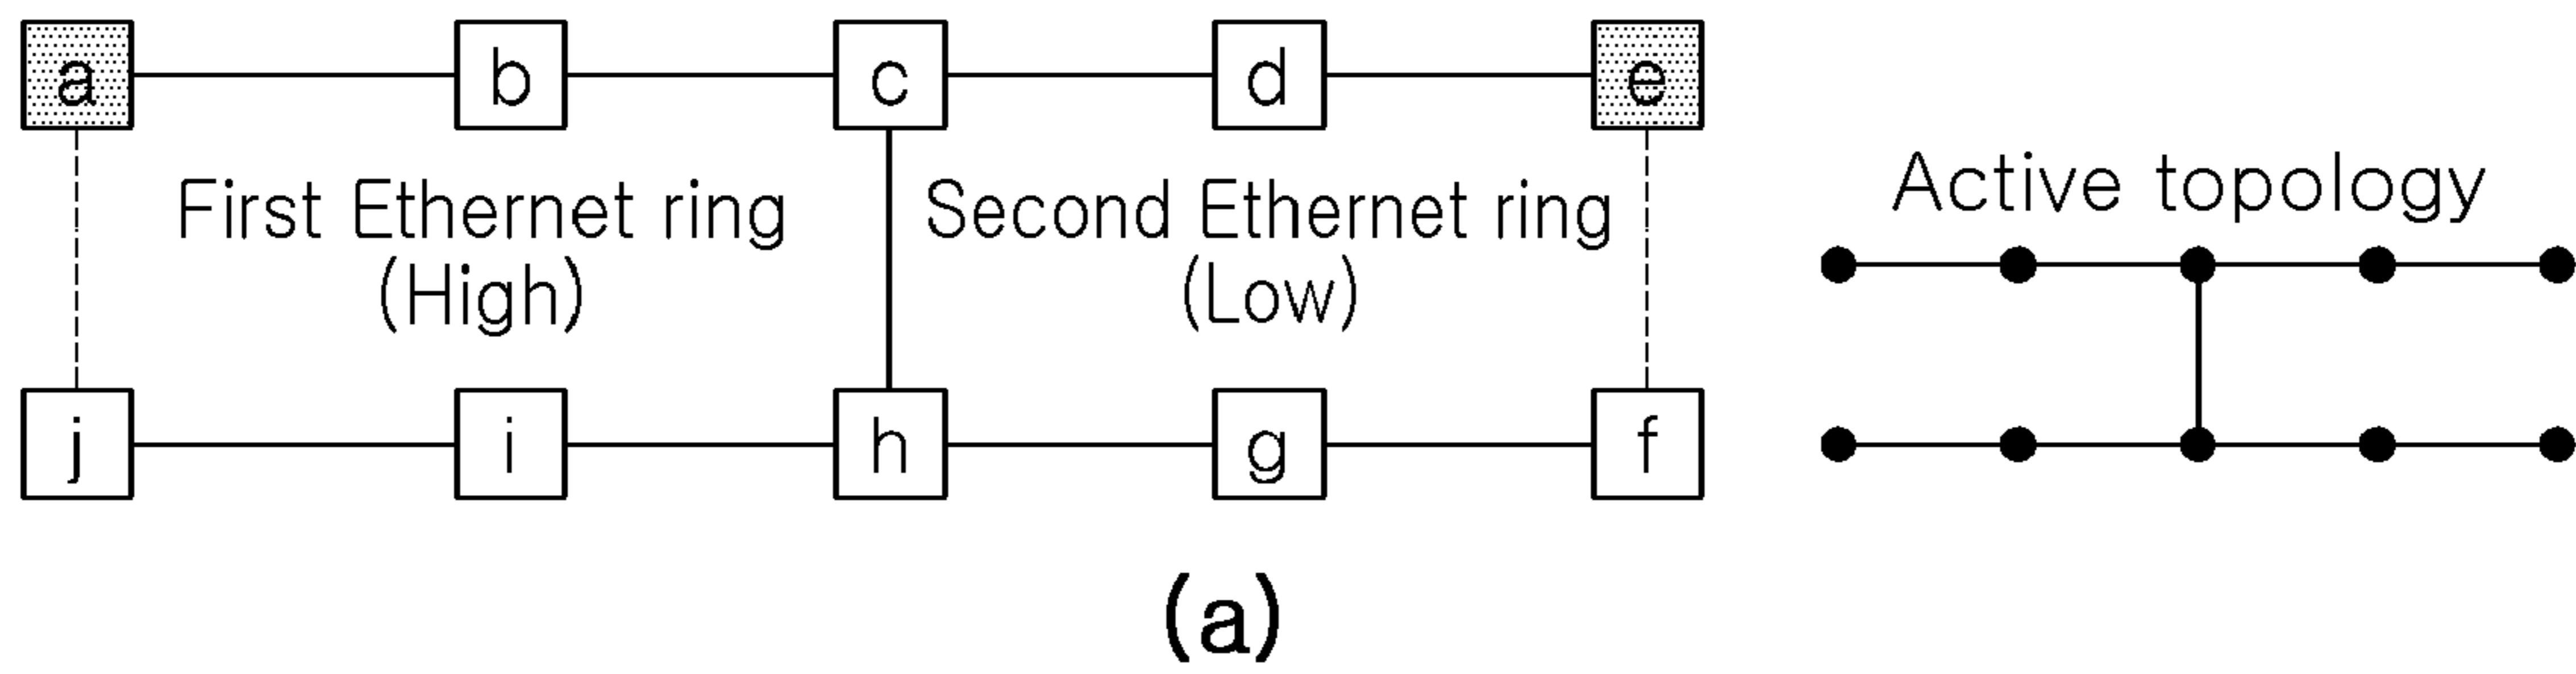 a b c d e
First Ethernet ring
(High)
Second Ethernet ring
(Low)
j i h g f
Active topology
(a)